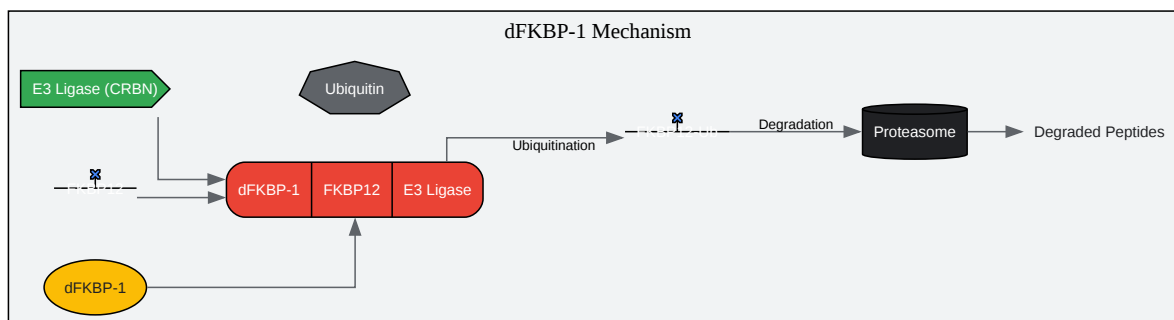 dFKBP-1 Mechanism
E3 Ligase (CRBN)
Ubiquitin
Ubiquitination
Degradation
Proteasome
Degraded Peptides
dFKBP-1
FKBP12
E3 Ligase
dFKBP-1